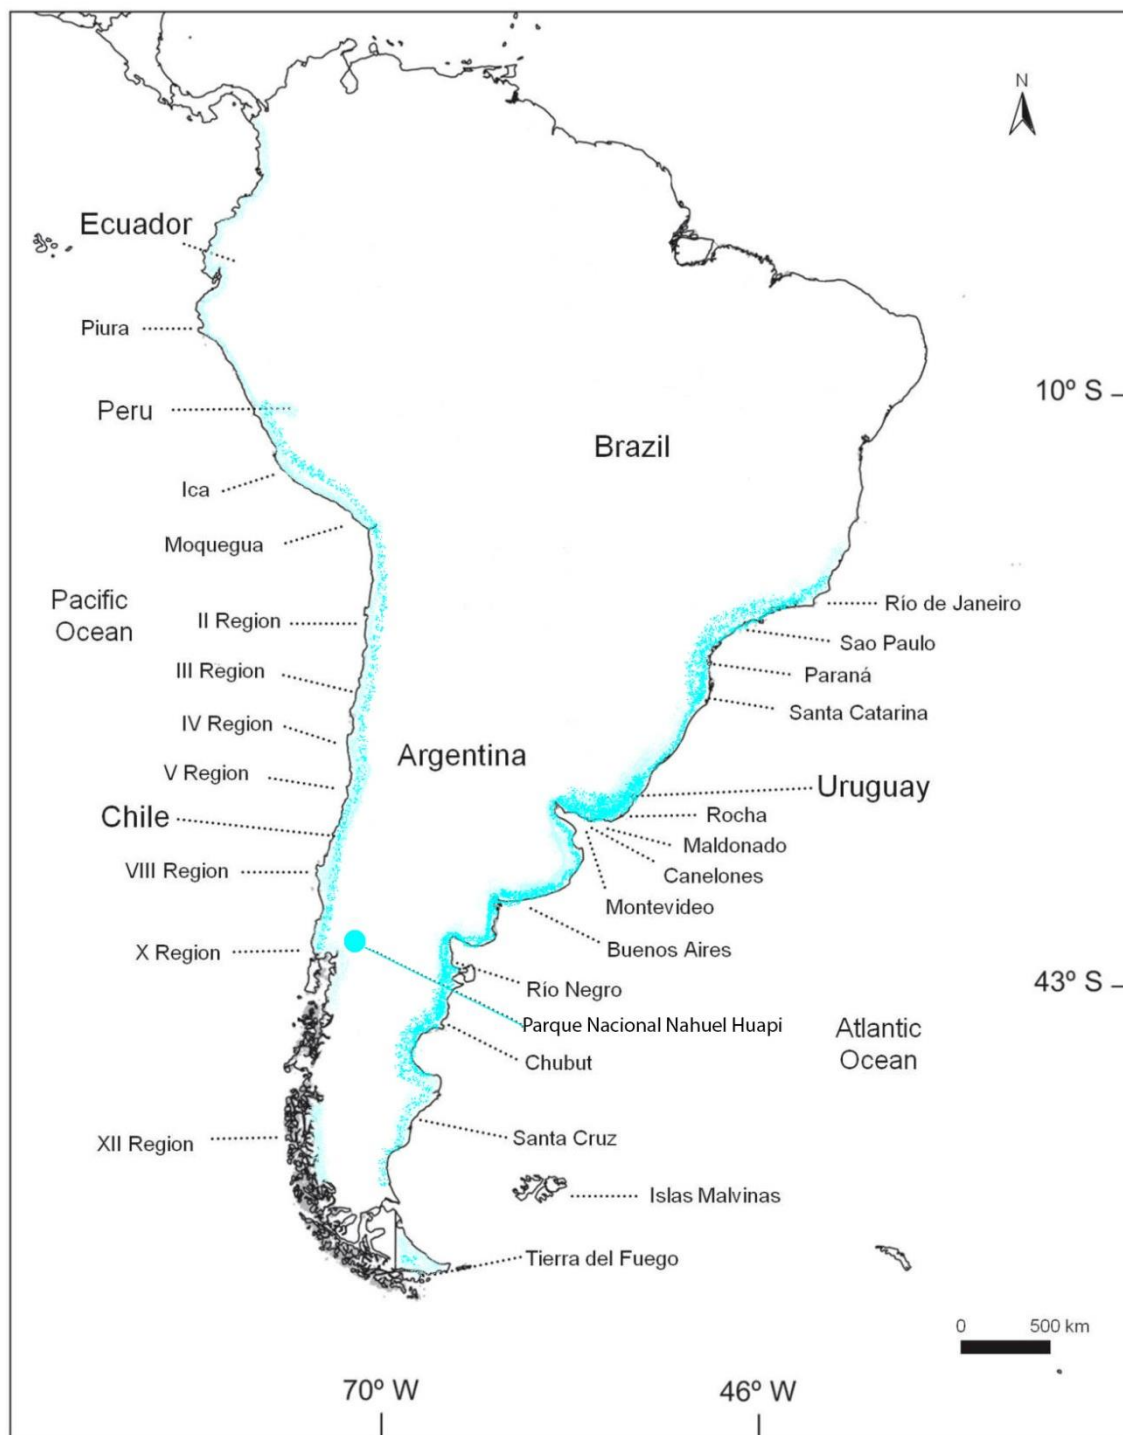 N
Ecuador
Piura
10º S
Peru
Brazil
Ica
Moquegua
Pacific
Ocean
II Region
Río de Janeiro
Sao Paulo
III Region
Paraná
Santa Catarina
IV Region
Argentina
V Region
Uruguay
Chile
Rocha
Maldonado
VIII Region
Canelones
Montevideo
Buenos Aires
X Region
Río Negro
43º S
Parque Nacional Nahuel Huapi
Atlantic
Ocean
Chubut
XII Region
Santa Cruz
Islas Malvinas
Tierra del Fuego
0 500 km
70º W
46º W